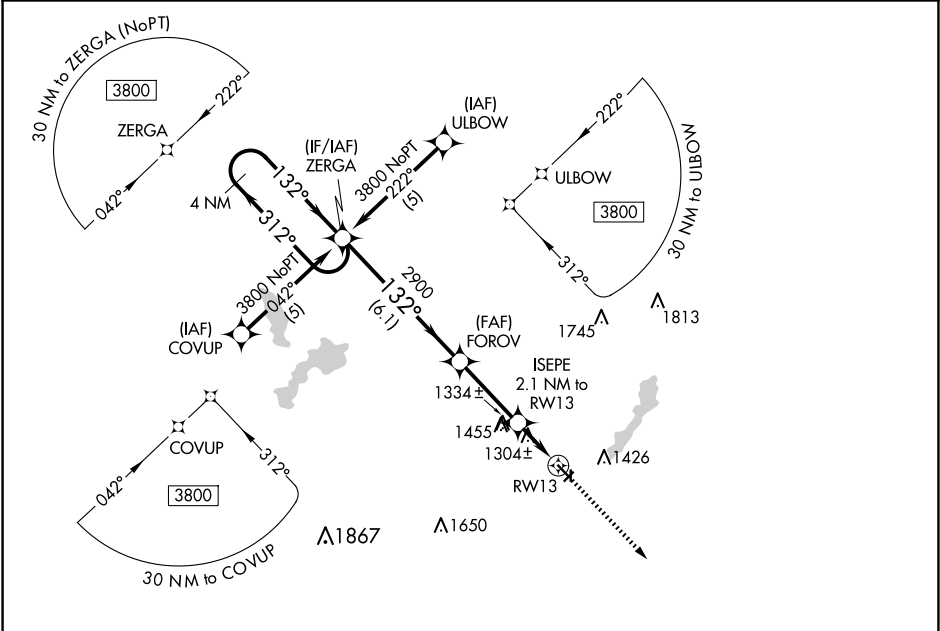 30 NM to ZERGA (NoPT)
3800
222°
ZERGA
042°
(IAF)
ULBOW
(IF/IAF)
ZERGA
3800 NoPT
222°
(5)
132°
4 NM
312°
3800 NoPT
042°
(5)
(IAF)
COVUP
222°
ULBOW
3800
30 NM to ULBOW
312°
1745
1813
2900
132°
(6.1)
(FAF)
FOROV
ISEPE
2.1 NM to
RW13
1334±
1455
1304±
1426
RW13
COVUP
042°
312°
3800
30 NM to COVUP
1867
1650